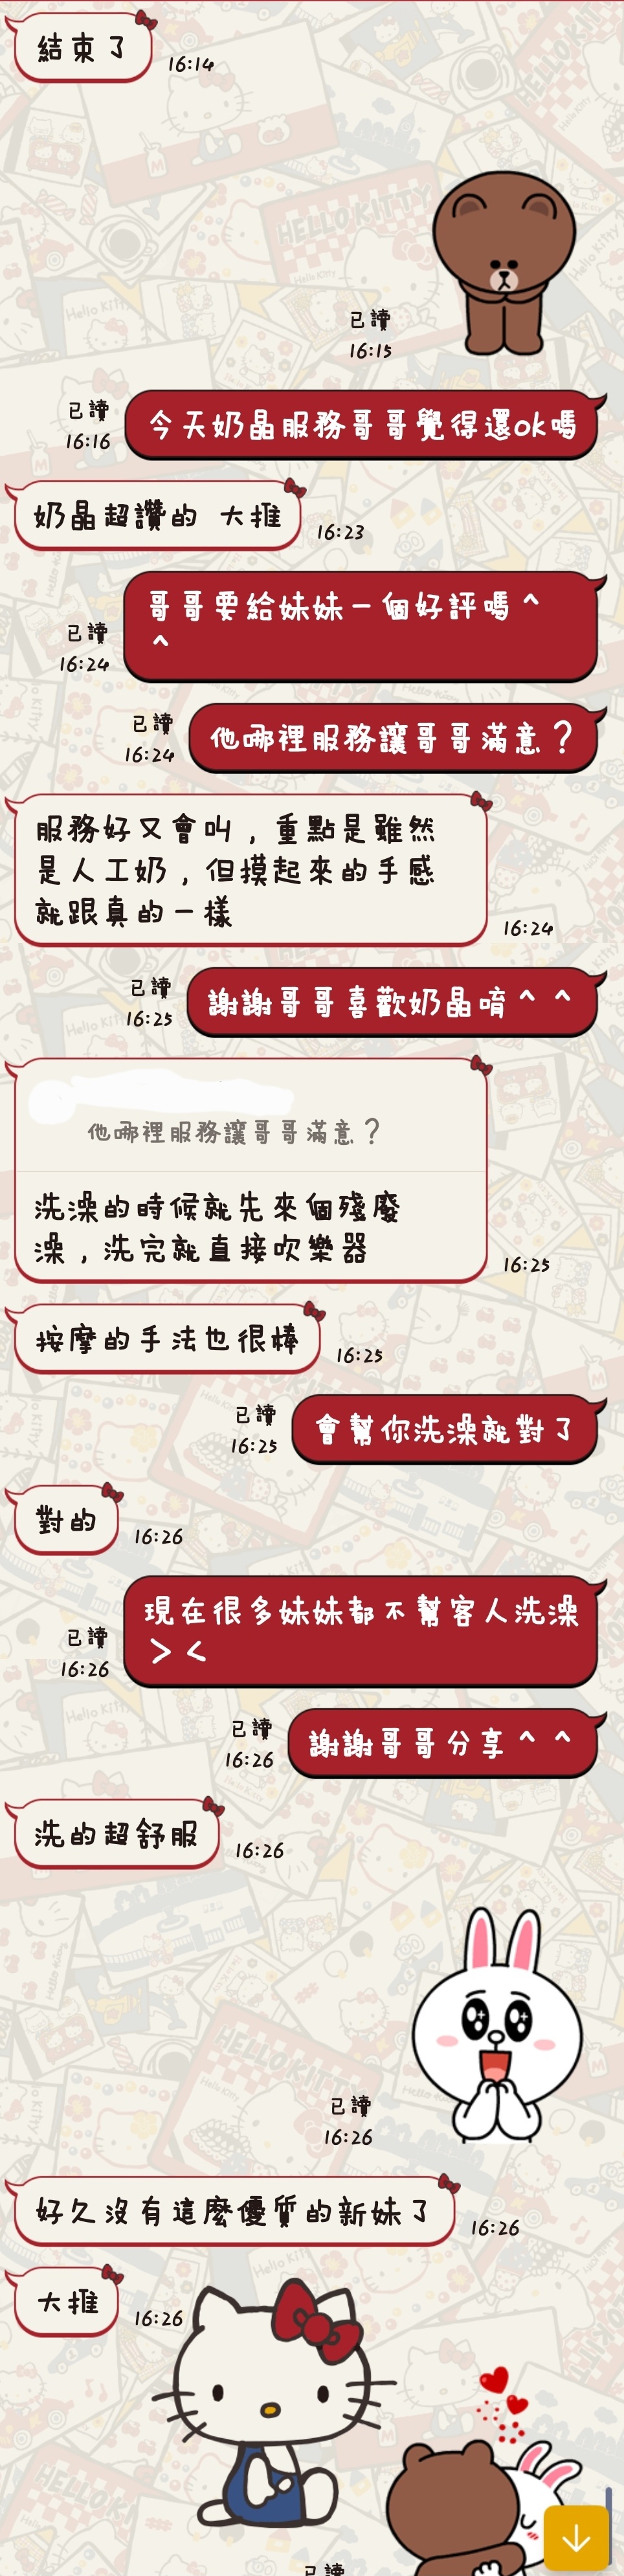 結束了
16:14
已讀
16:15
已讀
16:16
今天奶晶服務哥哥覺得還ok嗎
奶晶超讚的 大推
16:23
哥哥要給妹妹一個好評嗎^
^
已讀
16:24
他哪裡服務讓哥哥滿意？
已讀
16:24
服務好又會叫，重點是雖然
是人工奶，但摸起來的手感
就跟真的一樣
16:24
已讀
16:25
謝謝哥哥喜歡奶晶唷^ ^
他哪裡服務讓哥哥滿意？
洗澡的時候就先來個殘廢
澡，洗完就直接吹樂器
16:25
按摩的手法也很棒
16:25
已讀
16:25
會幫你洗澡就對了
對的
16:26
現在很多妹妹都不幫客人洗澡
> <
已讀
16:26
已讀
16:26
謝謝哥哥分享^ ^
洗的超舒服
16:26
已讀
16:26
好久沒有這麼優質的新妹了
16:26
大推
16:26
已讀